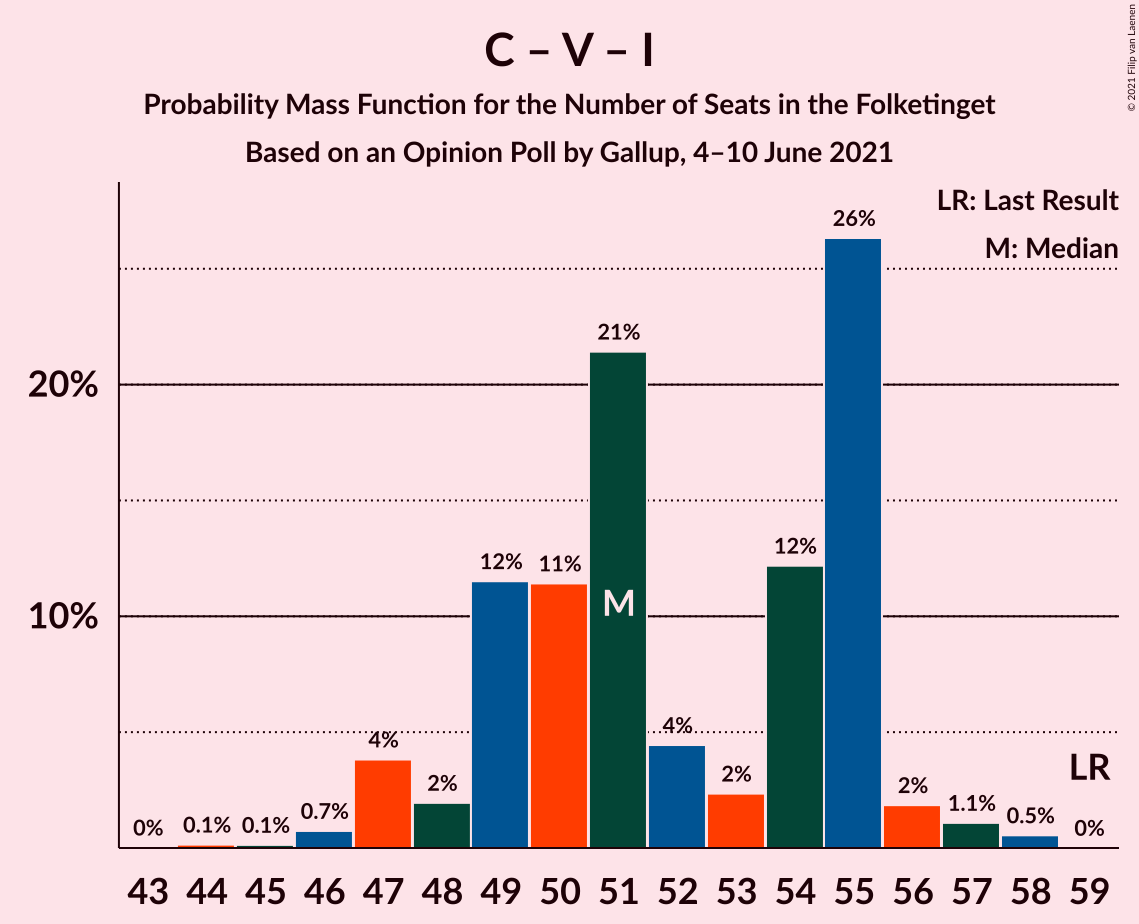 C – V – I
Probability Mass Function for the Number of Seats in the Folketinget
Based on an Opinion Poll by Gallup, 4–10 June 2021
© 2021 Filip van Laenen
LR: Last Result
M: Median
20%
10%
0%
0.1%
0.1%
0.7%
4%
2%
12%
11%
21%
M
4%
2%
12%
26%
2%
1.1%
0.5%
0%
LR
43 44 45 46 47 48 49 50 51 52 53 54 55 56 57 58 59